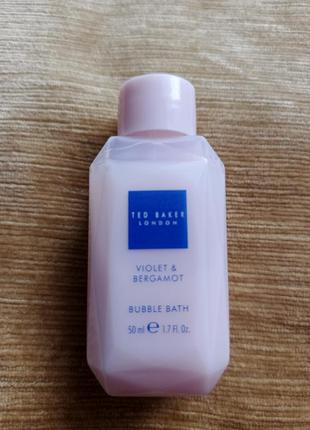 TED BAKER
LONDON
VIOLET &
BERGAMOT
BUBBLE BATH
50 ml ℮ 1.7 Fl. Oz.